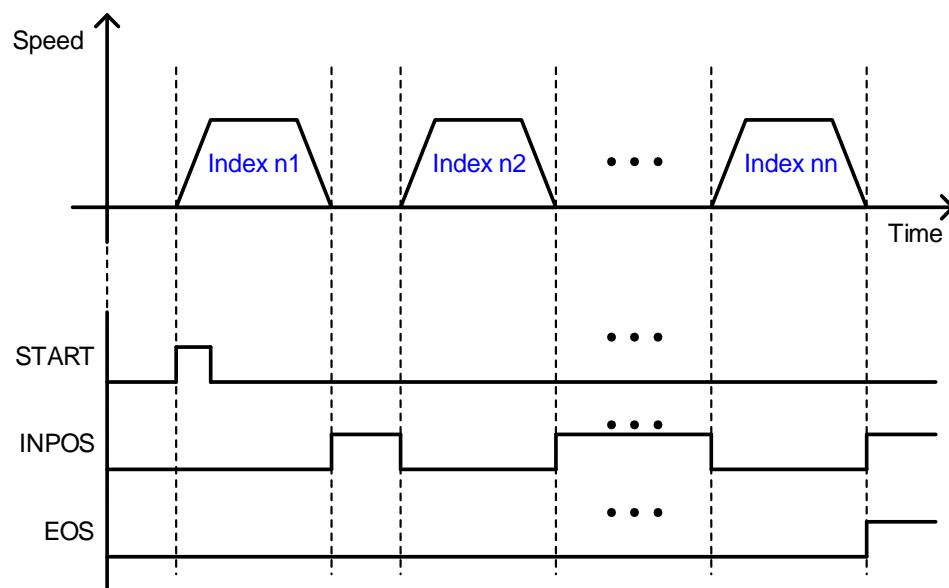 Speed
Index n1
Index n2
Index nn
Time
START
INPOS
EOS